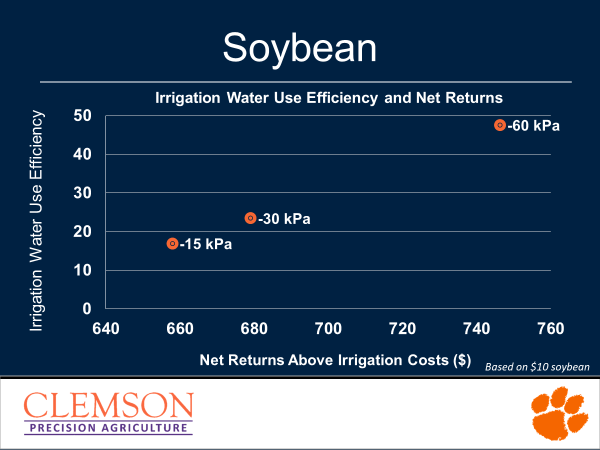 Soybean
Irrigation Water Use Efficiency and Net Returns
Irrigation Water Use Efficiency
50
40
30
20
10
0
-60 kPa
-30 kPa
-15 kPa
640 660 680 700 720 740 760
Net Returns Above Irrigation Costs ($)
Based on $10 soybean
CLEMSON
PRECISION AGRICULTURE